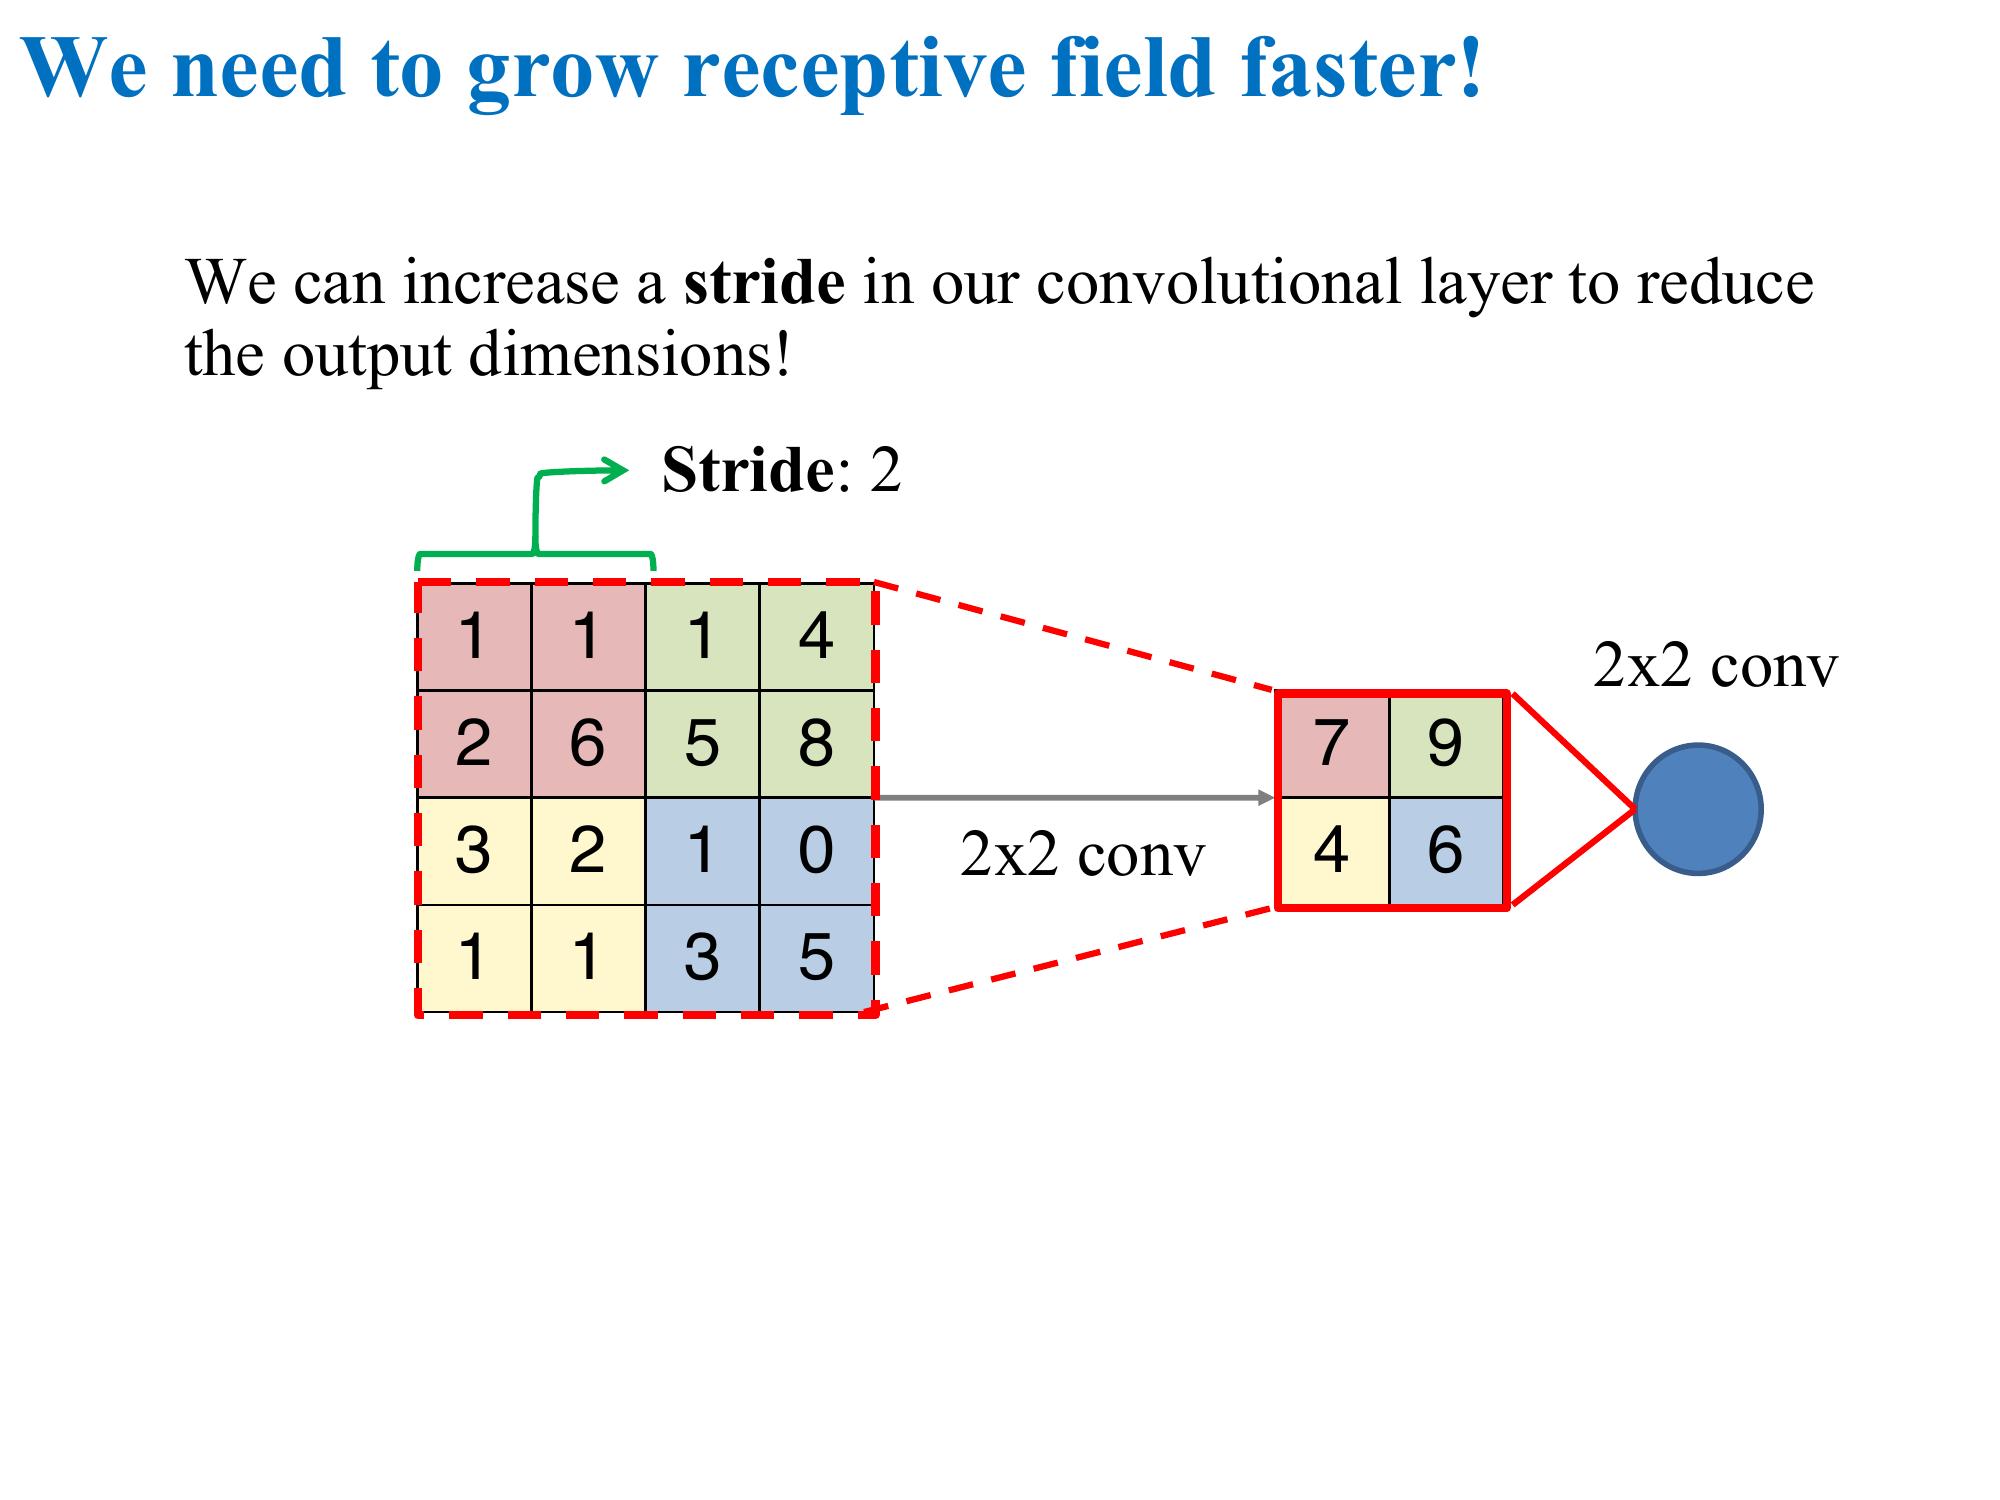 We need to grow receptive field faster!
We can increase a stride in our convolutional layer to reduce
the output dimensions!
Stride: 2
1 1 1 4
2 6 5 8
3 2 1 0
1 1 3 5
2x2 conv
7 9
4 6
2x2 conv